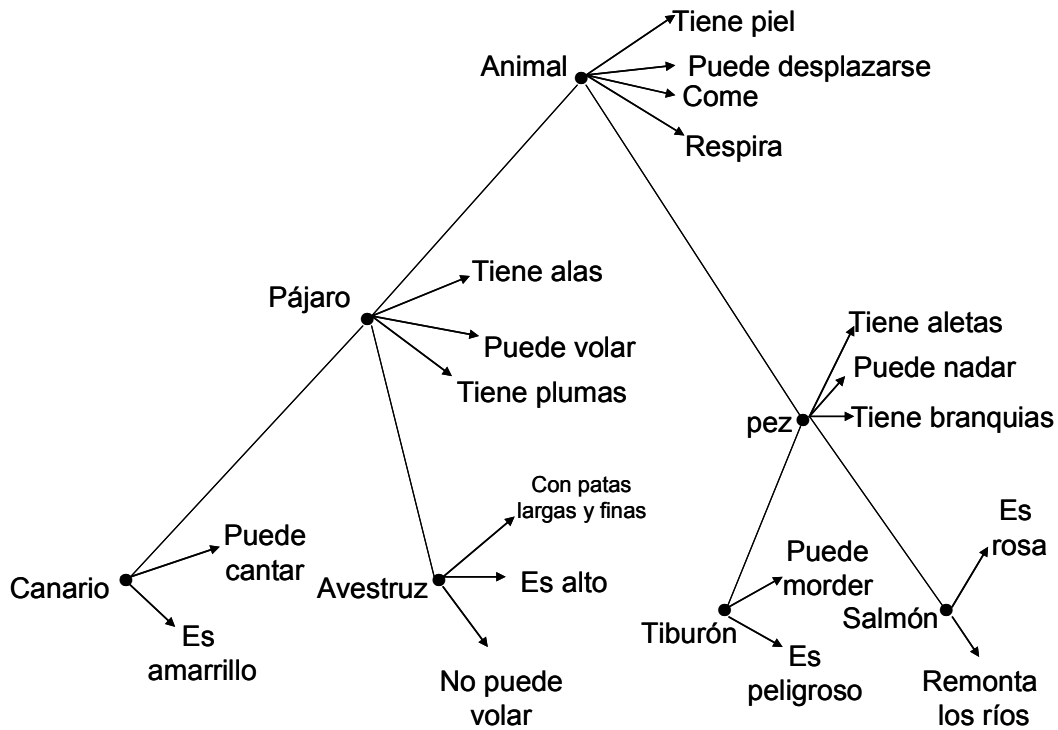 Tiene piel
Animal
Puede desplazarse
Come
Respira
Pájaro
Tiene alas
Puede volar
Tiene plumas
Tiene aletas
Puede nadar
pez
Tiene branquias
Canario
Puede
cantar
Es
amarrillo
Avestruz
Con patas
largas y finas
Es alto
No puede
volar
Tiburón
Puede
morder
Es
peligroso
Salmón
Es
rosa
Remonta
los ríos